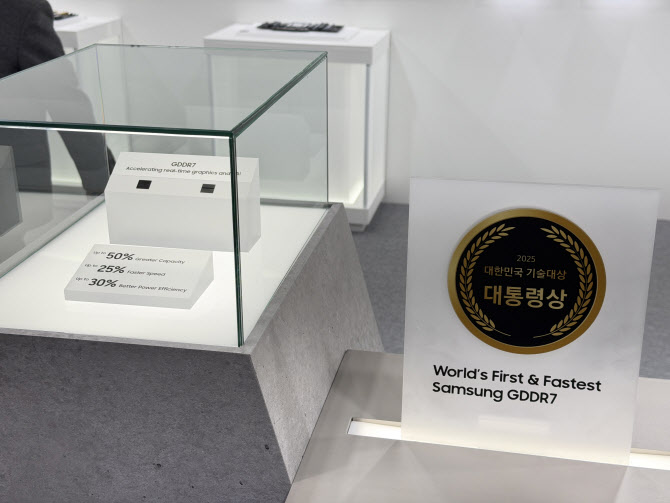 GDDR7
Accelerating real-time graphics and
Up to 50% Greater Capacity
Up to 25% Faster Speed
Up to 30% Better Power Efficiency
2025
대한민국 기술대상
대통령상
World's First & Fastest
Samsung GDDR7